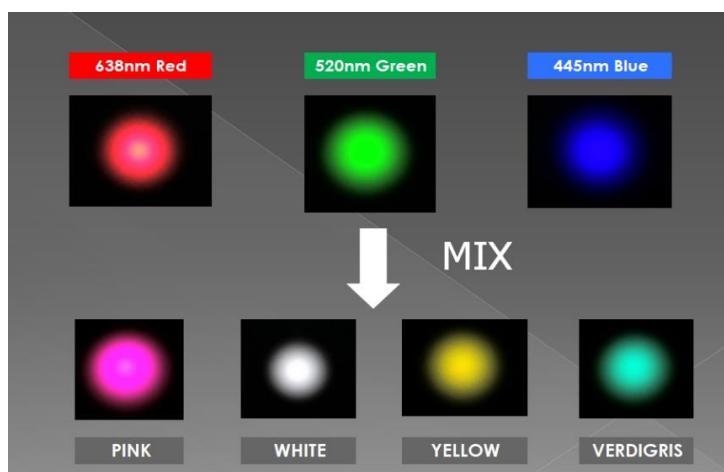 638nm Red
520nm Green
445nm Blue
MIX
PINK
WHITE
YELLOW
VERDIGRIS